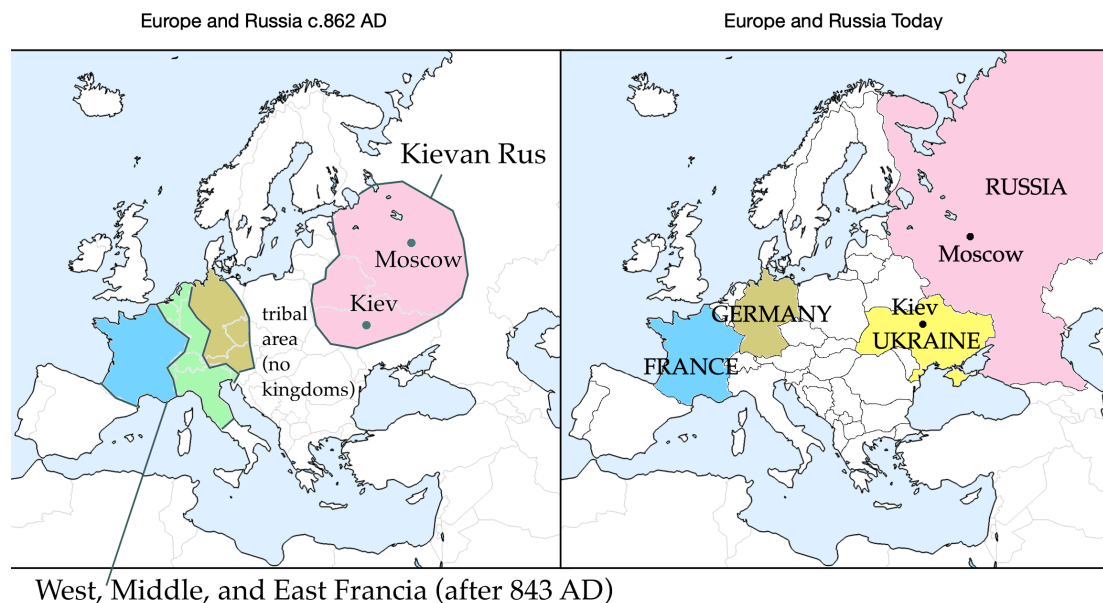 Europe and Russia c.862 AD
Kievan Rus
Moscow
Kiev
tribal
area
(no
kingdoms)
West, Middle, and East Francia (after 843 AD)
Europe and Russia Today
RUSSIA
Moscow
Kiev
UKRAINE
GERMANY
FRANCE